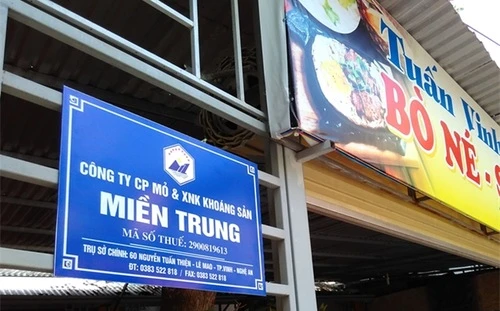 CÔNG TY CP MỎ & XNK KHOÁNG SẢN
MIỀN TRUNG
MÃ SỐ THUẾ: 2900819613
TRỤ SỞ CHÍNH: 60 NGUYỄN TUẤN THIỆN - LÊ MAO - TP.VINH - NGHỆ AN
ĐT: 0383 522 818 / FAX: 0383 522 818
Tuấn Vinh
BÒ NÉ -